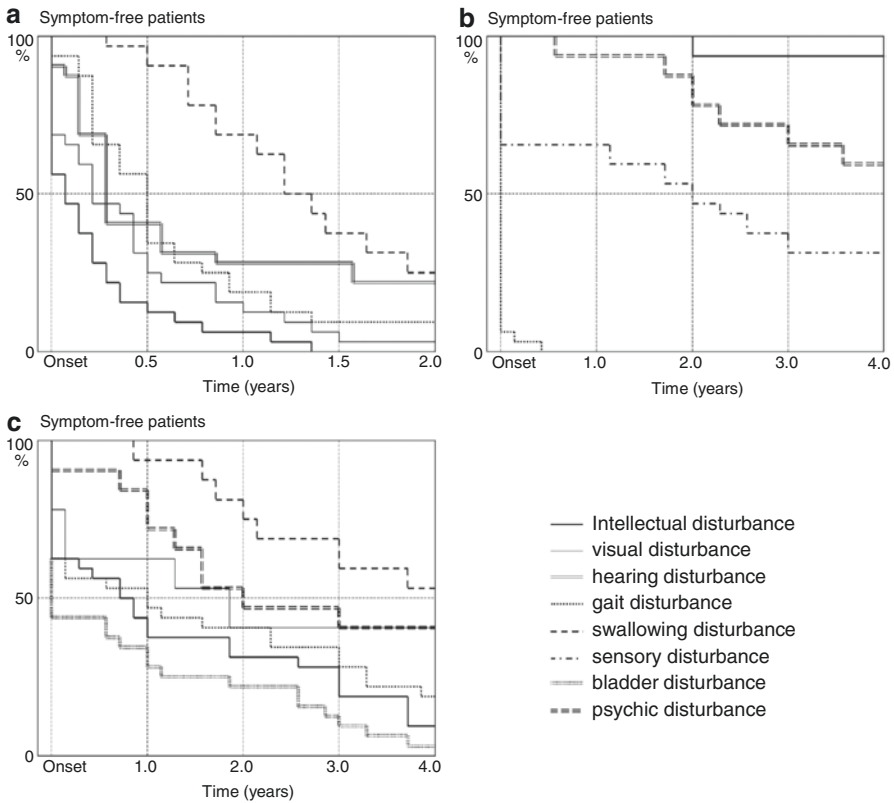 a Symptom-free patients
100
%
50
0
Onset 0.5 1.0 1.5 2.0
Time (years)
b Symptom-free patients
100
%
50
0
Onset 1.0 2.0 3.0 4.0
Time (years)
c Symptom-free patients
100
%
50
0
Onset 1.0 2.0 3.0 4.0
Time (years)
Intellectual disturbance
visual disturbance
hearing disturbance
gait disturbance
swallowing disturbance
sensory disturbance
bladder disturbance
psychic disturbance